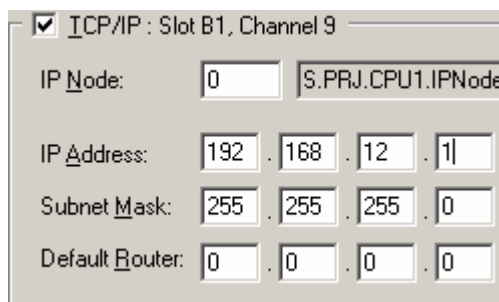 TCP/IP : Slot B1, Channel 9
IP Node: 0 S.PRJ.CPU1.IPNode
IP Address: 192 . 168 . 12 . 1
Subnet Mask: 255 . 255 . 255 . 0
Default Router: 0 . 0 . 0 . 0